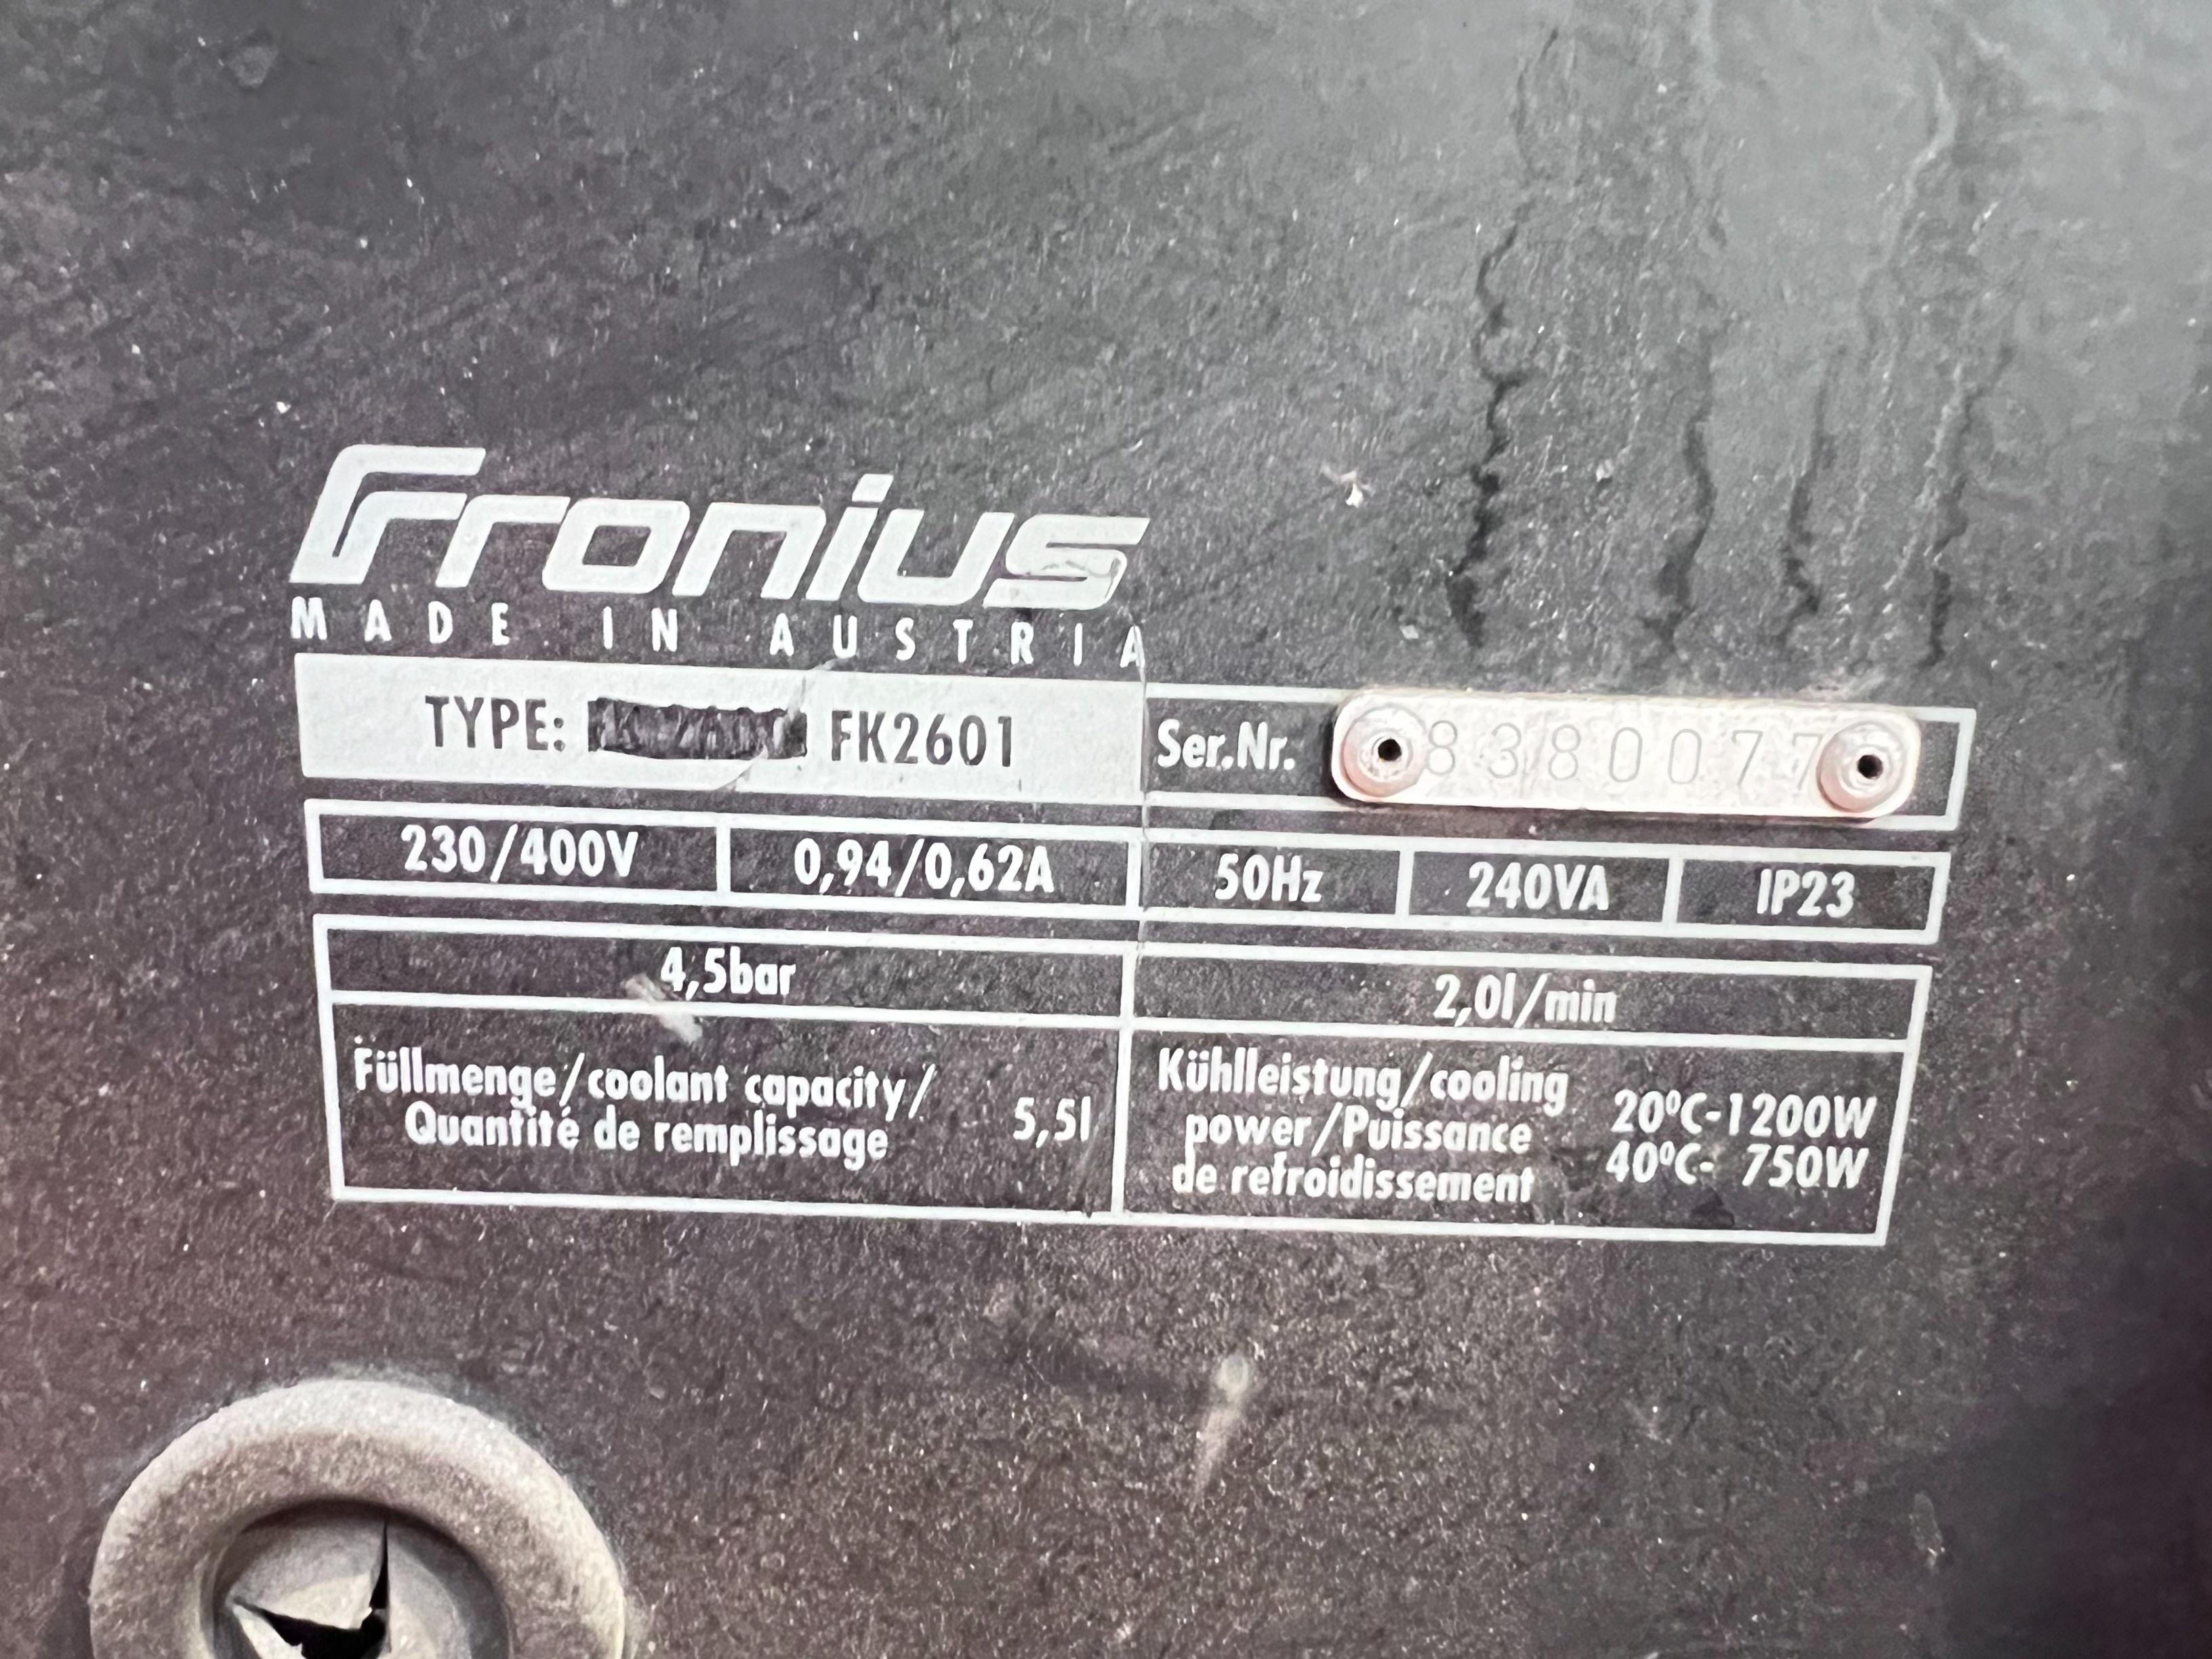 Fronius
MADE IN AUSTRIA
TYPE: FK2601
Ser.Nr. 8380077
230/400V 0,94/0,62A 50Hz 240VA IP23
4,5bar 2,0l/min
Füllmenge/coolant capacity/
Quantité de remplissage
5,5l
Kühlleistung/cooling
power/Puissance
de refroidissement
20ºC-1200W
40ºC- 750W